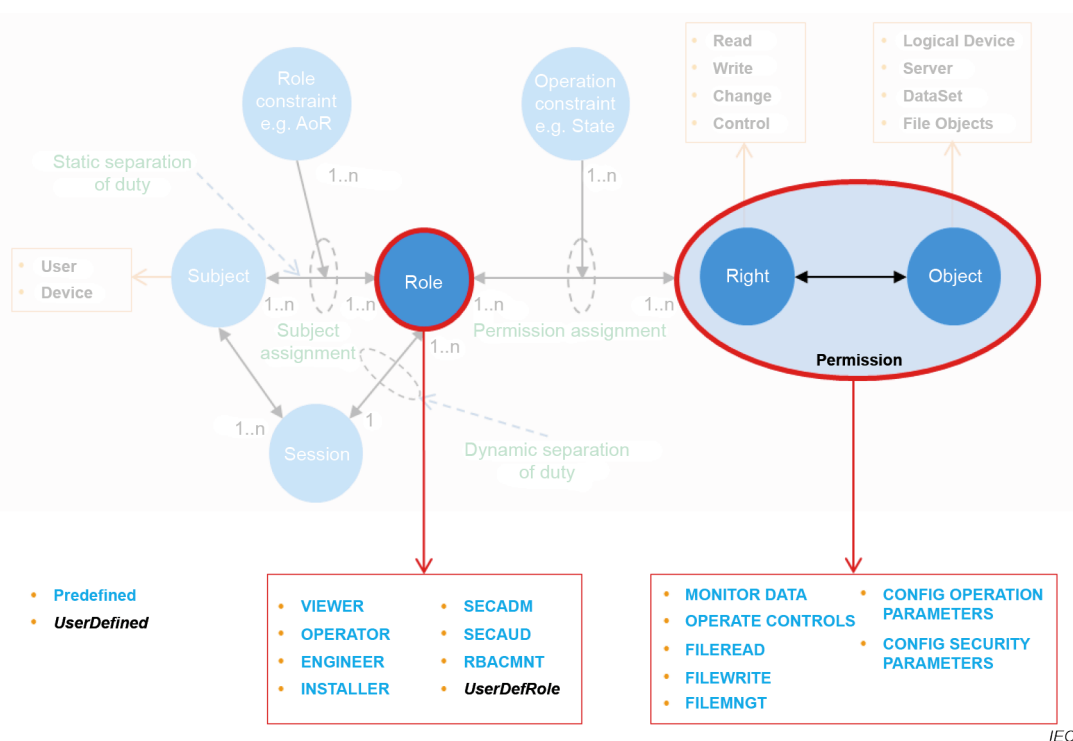 Role
constraint
e.g. AoR
Operation
constraint
e.g. State
• Read
• Write
• Change
• Control
• Logical Device
• Server
• DataSet
• File Objects
Static separation
of duty
1..n
1..n
• User
• Device
Subject
Role
Right
Object
1..n
1..n
1..n
1..n
Subject
assignment
Permission assignment
1..n
Permission
1..n
1
Session
Dynamic separation
of duty
• Predefined
• UserDefined
• VIEWER
• OPERATOR
• ENGINEER
• INSTALLER
• SECADM
• SECAUD
• RBACMNT
• UserDefRole
• MONITOR DATA
• OPERATE CONTROLS
• FILEREAD
• FILEWRITE
• FILEMNGT
• CONFIG OPERATION
PARAMETERS
• CONFIG SECURITY
PARAMETERS
IEC